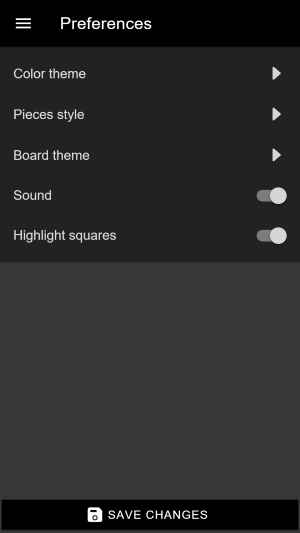 Preferences
Color theme
Pieces style
Board theme
Sound
Highlight squares
SAVE CHANGES